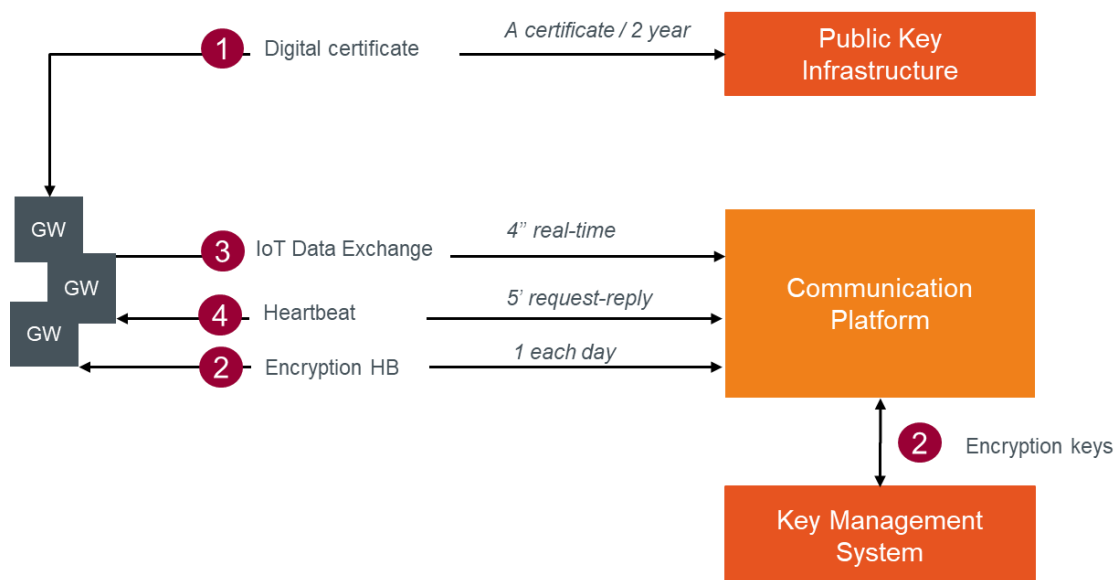 1 Digital certificate A certificate / 2 year
Public Key
Infrastructure
GW
GW
GW
3 IoT Data Exchange 4” real-time
4 Heartbeat 5’ request-reply
2 Encryption HB 1 each day
Communication
Platform
2 Encryption keys
Key Management
System